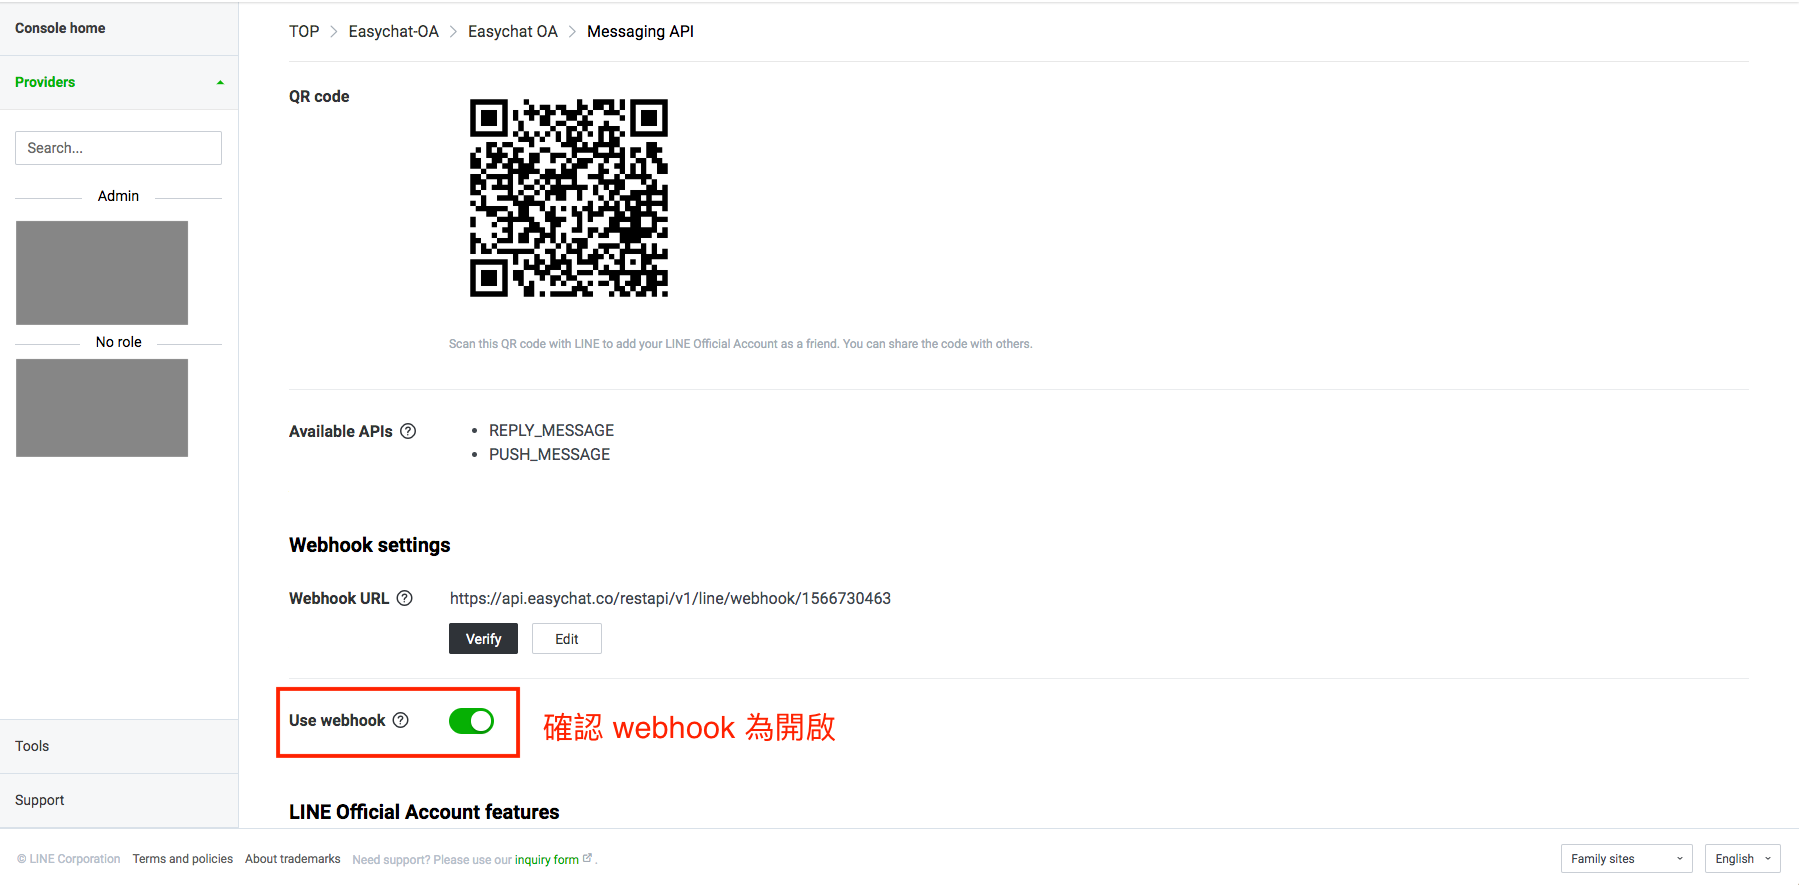 Console home
Providers
Search...
Admin
No role
Tools
Support
TOP > Easychat-OA > Easychat OA > Messaging API
QR code
Scan this QR code with LINE to add your LINE Official Account as a friend. You can share the code with others.
Available APIs ?
• REPLY_MESSAGE
• PUSH_MESSAGE
Webhook settings
Webhook URL ? https://api.easychat.co/restapi/v1/line/webhook/1566730463
Verify Edit
Use webhook ? 確認 webhook 為開啟
LINE Official Account features
© LINE Corporation Terms and policies About trademarks Need support? Please use our inquiry form . Family sites English